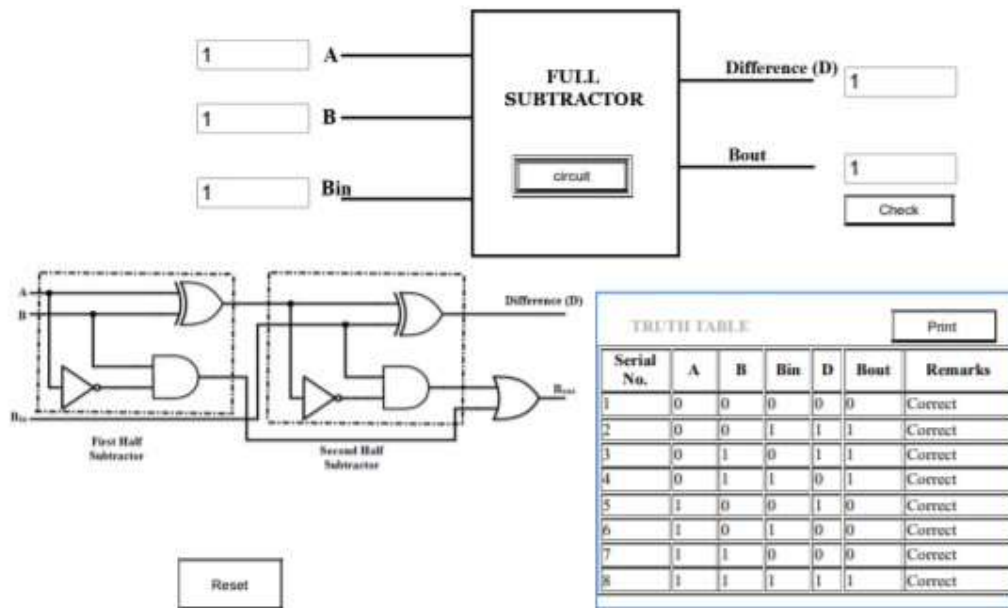 1 A
1 B
1 Bin
FULL
SUBTRACTOR
circuit
Difference (D) 1
Bout 1
Check
A
B
Bin
Difference (D)
Bout
First Half
Subtractor
Second Half
Subtractor
Reset
TRUTH TABLE Print
Serial No. A B Bin D Bout Remarks
1 0 0 0 0 0 Correct
2 0 0 1 1 1 Correct
3 0 1 0 1 1 Correct
4 0 1 1 0 1 Correct
5 1 0 0 1 0 Correct
6 1 0 1 0 0 Correct
7 1 1 0 0 0 Correct
8 1 1 1 1 1 Correct